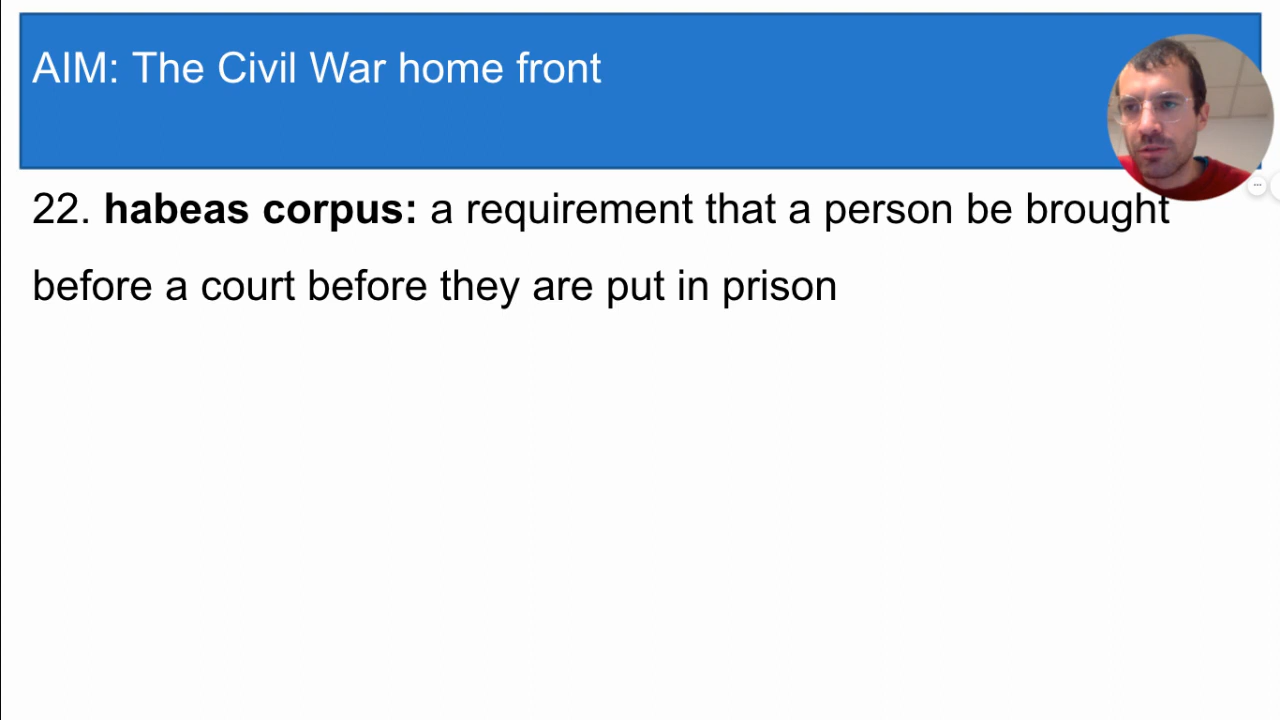 AIM: The Civil War home front
22. habeas corpus: a requirement that a person be brought
before a court before they are put in prison